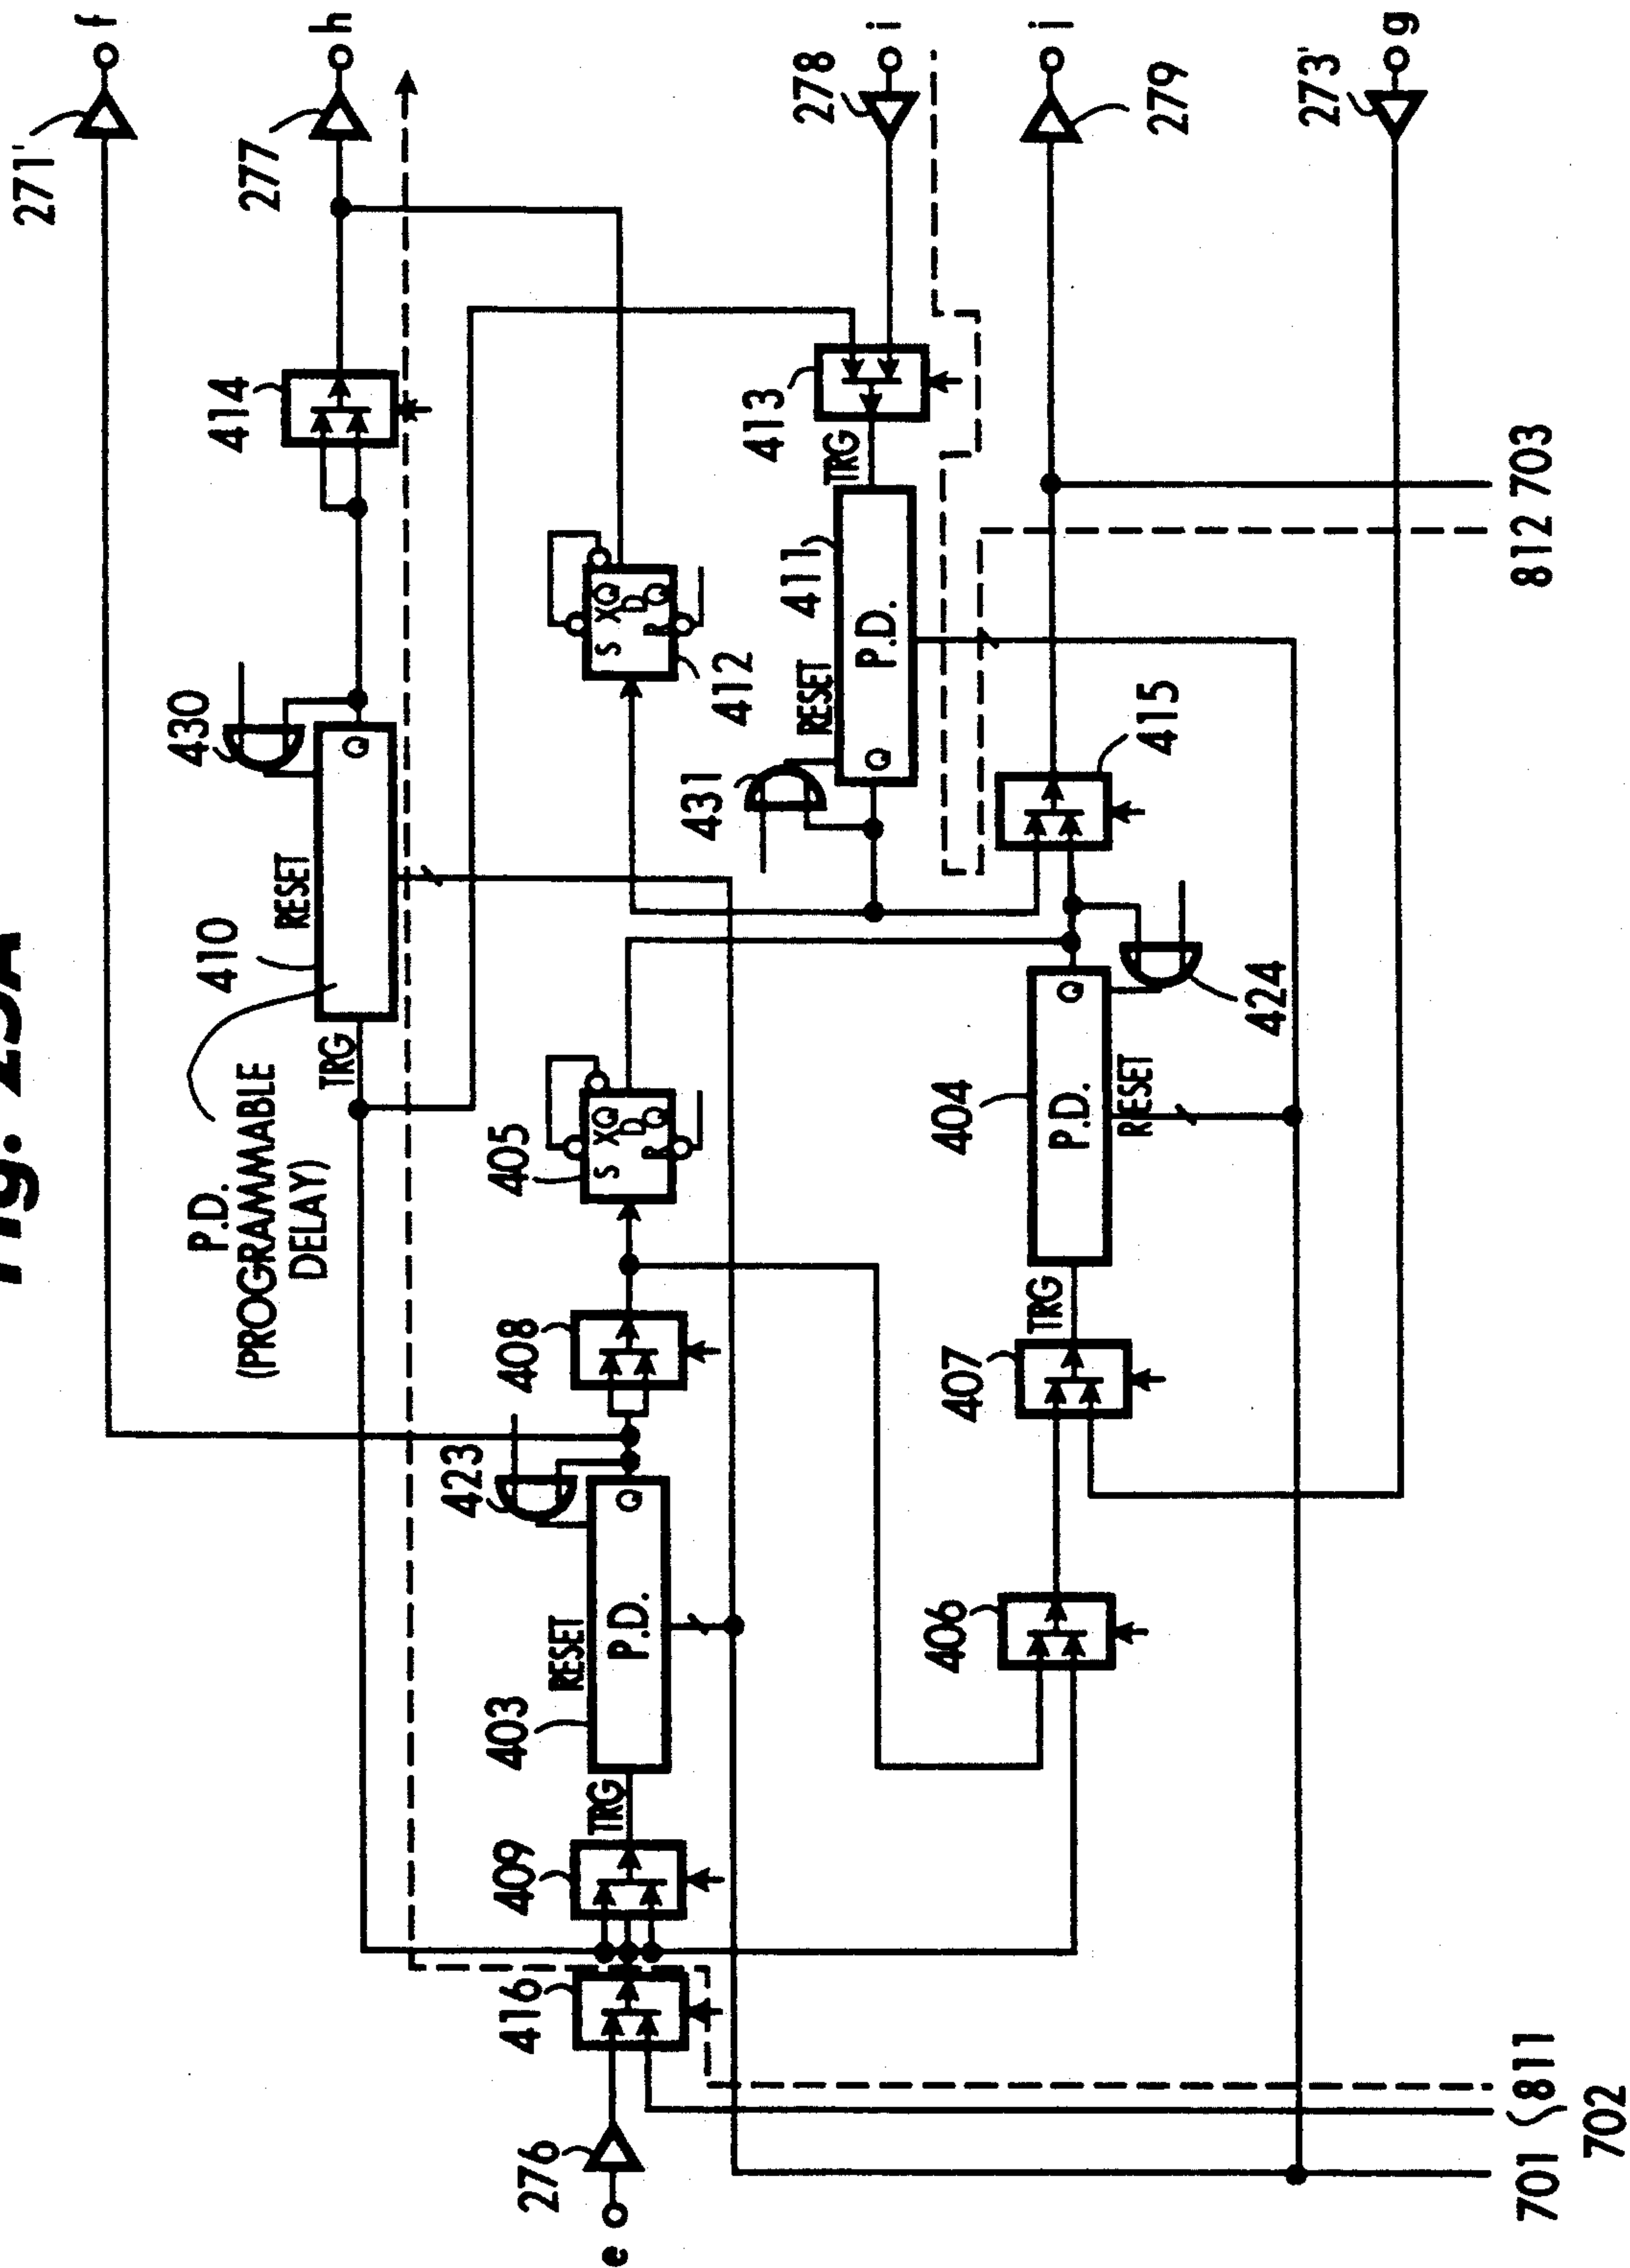 Fig. 25A
271'
f
277
h
414
430
410
RESET
Q
TRG
P.D.
(PROGRAMMABLE
DELAY)
278
i
413
TRG
411
P.D.
RESET
Q
431
412
S
XQ
D
R
Q
405
S
XQ
D
R
Q
408
423
Q
RESET
P.D.
403
TRG
409
416
276
e
279
j
273'
g
415
424
Q
404
P.D.
RESET
TRG
407
406
812
703
701
811
702